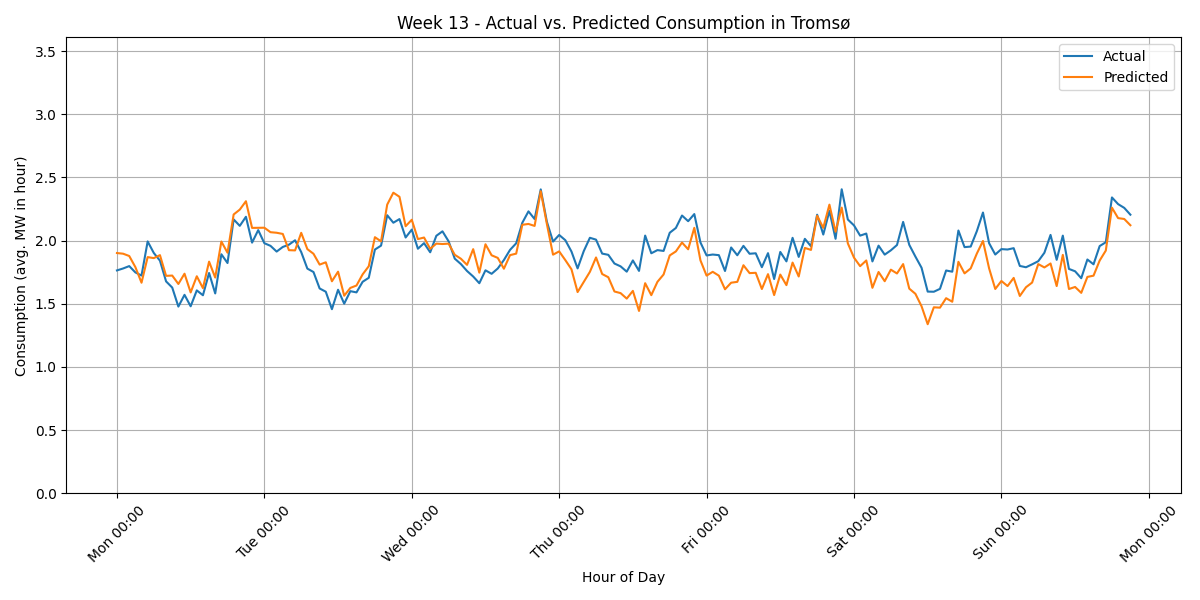 Week 13 - Actual vs. Predicted Consumption in Tromsø
Actual
Predicted
Consumption (avg. MW in hour)
3.5
3.0
2.5
2.0
1.5
1.0
0.5
0.0
Mon 00:00
Tue 00:00
Wed 00:00
Thu 00:00
Fri 00:00
Sat 00:00
Sun 00:00
Mon 00:00
Hour of Day